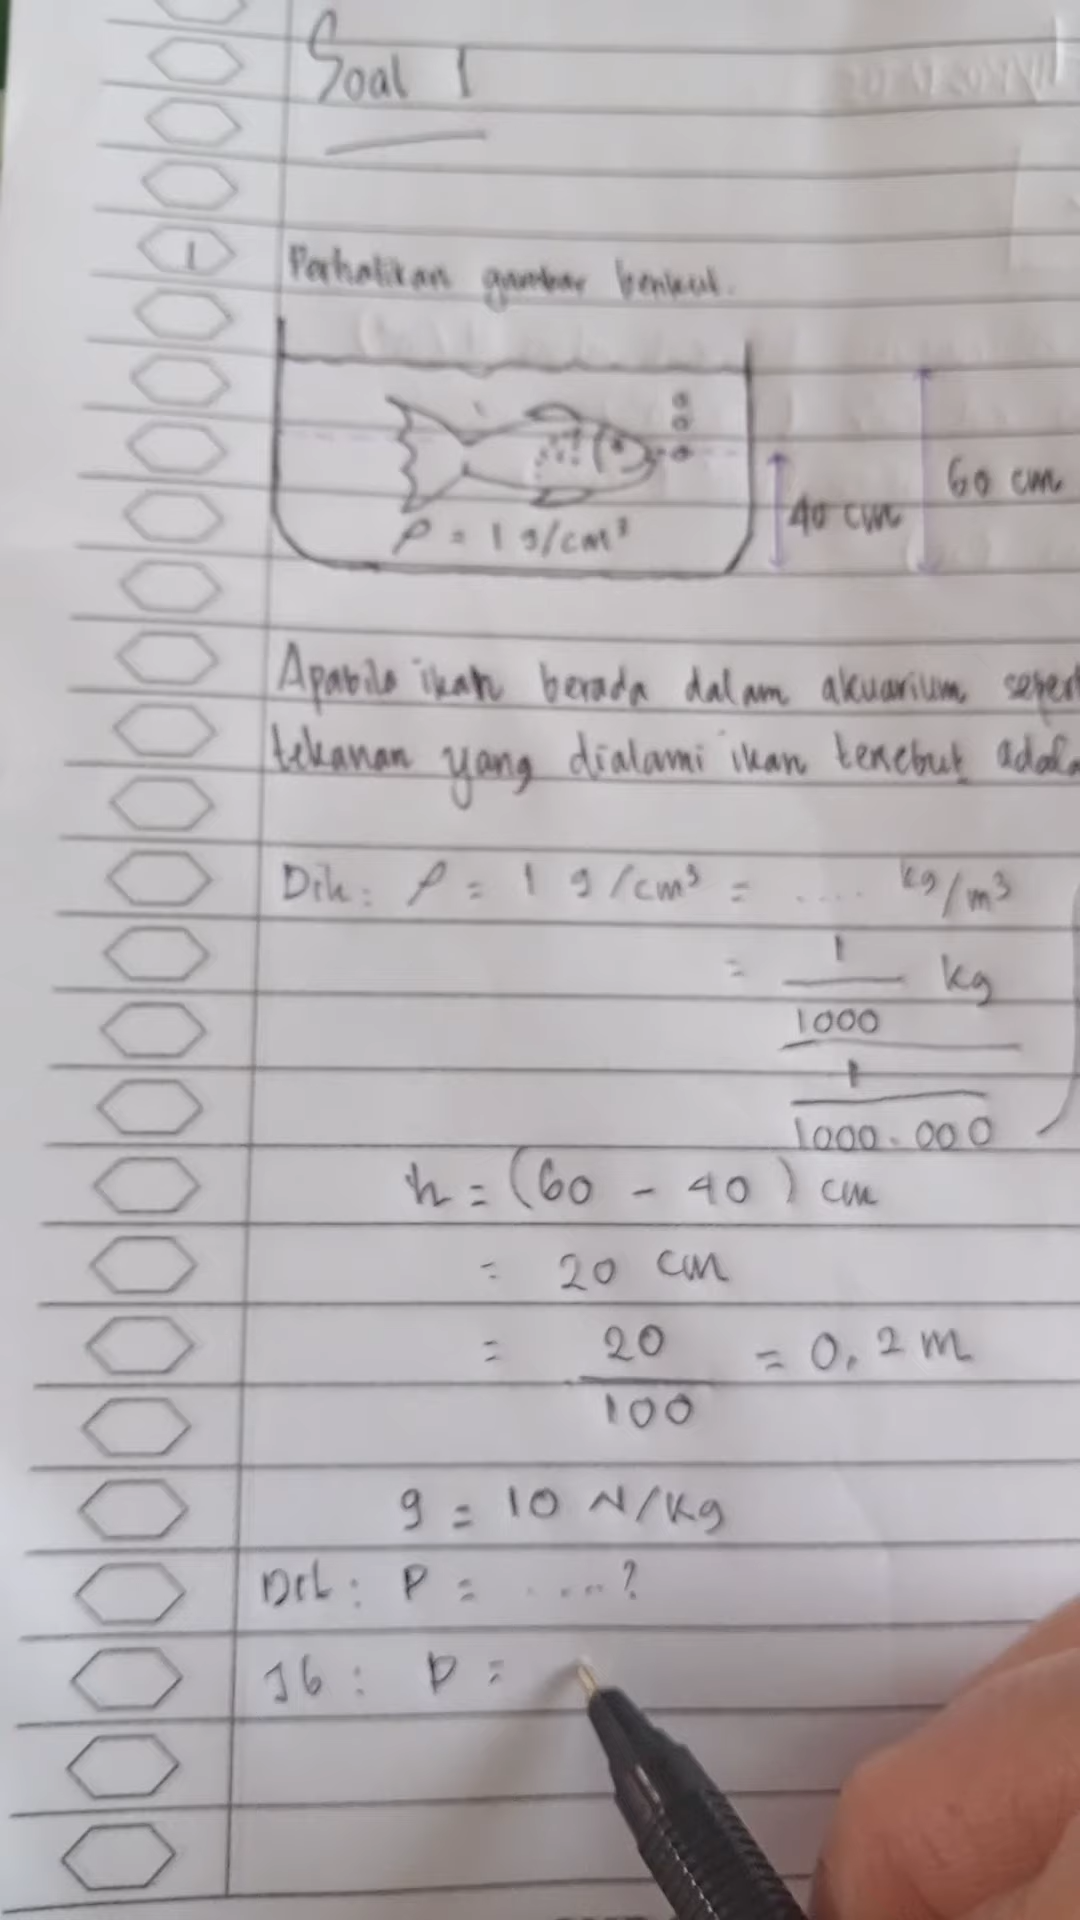 Soal 1
1 Perhatikan gambar berikut.
60 cm
40 cm
ρ = 1 g/cm³
Apabila ikan berada dalam akuarium
tekanan yang dialami ikan tersebut
Dik: ρ = 1 g/cm³ = .... kg/m³
= 1 kg
1000
1
1000.000
h = (60 - 40) cm
= 20 cm
= 20 = 0,2 m
100
g = 10 N/Kg
Dit: P = ....?
Jb: P =